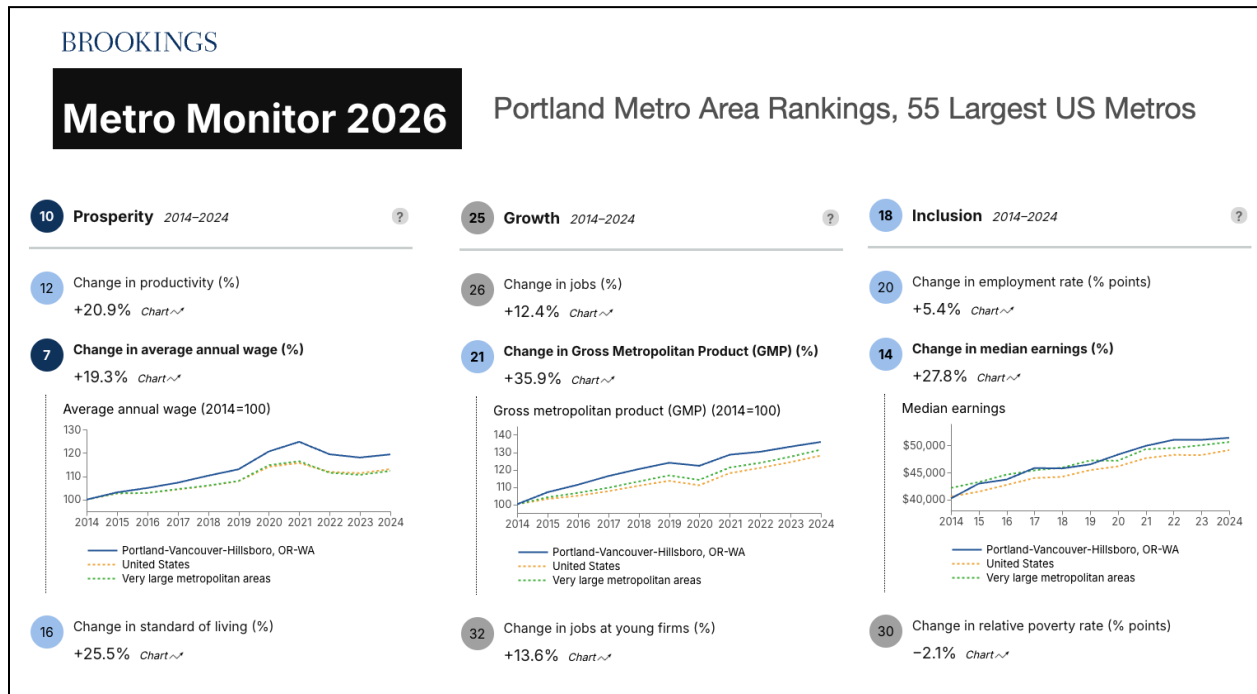 BROOKINGS
Metro Monitor 2026
Portland Metro Area Rankings, 55 Largest US Metros
10 Prosperity 2014–2024 ?
12 Change in productivity (%)
+20.9% Chart
7 Change in average annual wage (%)
+19.3% Chart
Average annual wage (2014=100)
130
120
110
100
2014 2015 2016 2017 2018 2019 2020 2021 2022 2023 2024
Portland-Vancouver-Hillsboro, OR-WA
United States
Very large metropolitan areas
16 Change in standard of living (%)
+25.5% Chart
25 Growth 2014–2024 ?
26 Change in jobs (%)
+12.4% Chart
21 Change in Gross Metropolitan Product (GMP) (%)
+35.9% Chart
Gross metropolitan product (GMP) (2014=100)
140
130
120
110
100
2014 2015 2016 2017 2018 2019 2020 2021 2022 2023 2024
Portland-Vancouver-Hillsboro, OR-WA
United States
Very large metropolitan areas
32 Change in jobs at young firms (%)
+13.6% Chart
18 Inclusion 2014–2024 ?
20 Change in employment rate (% points)
+5.4% Chart
14 Change in median earnings (%)
+27.8% Chart
Median earnings
$50,000
$45,000
$40,000
2014 15 16 17 18 19 20 21 22 23 2024
Portland-Vancouver-Hillsboro, OR-WA
United States
Very large metropolitan areas
30 Change in relative poverty rate (% points)
−2.1% Chart